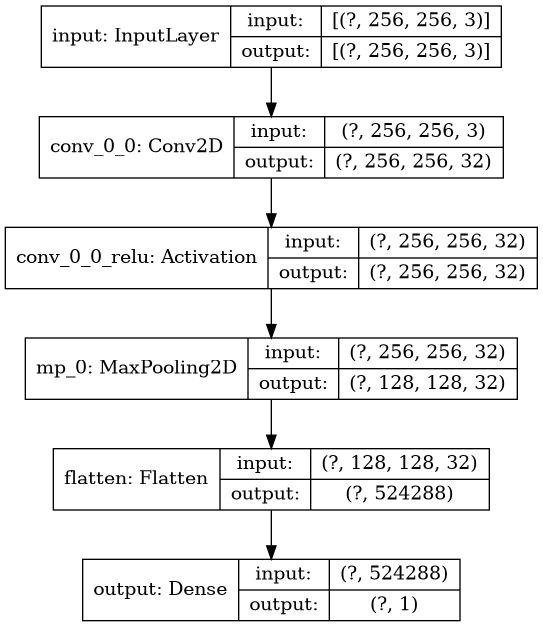 input: InputLayer
input: [(?, 256, 256, 3)]
output: [(?, 256, 256, 3)]
conv_0_0: Conv2D
input: (?, 256, 256, 3)
output: (?, 256, 256, 32)
conv_0_0_relu: Activation
input: (?, 256, 256, 32)
output: (?, 256, 256, 32)
mp_0: MaxPooling2D
input: (?, 256, 256, 32)
output: (?, 128, 128, 32)
flatten: Flatten
input: (?, 128, 128, 32)
output: (?, 524288)
output: Dense
input: (?, 524288)
output: (?, 1)